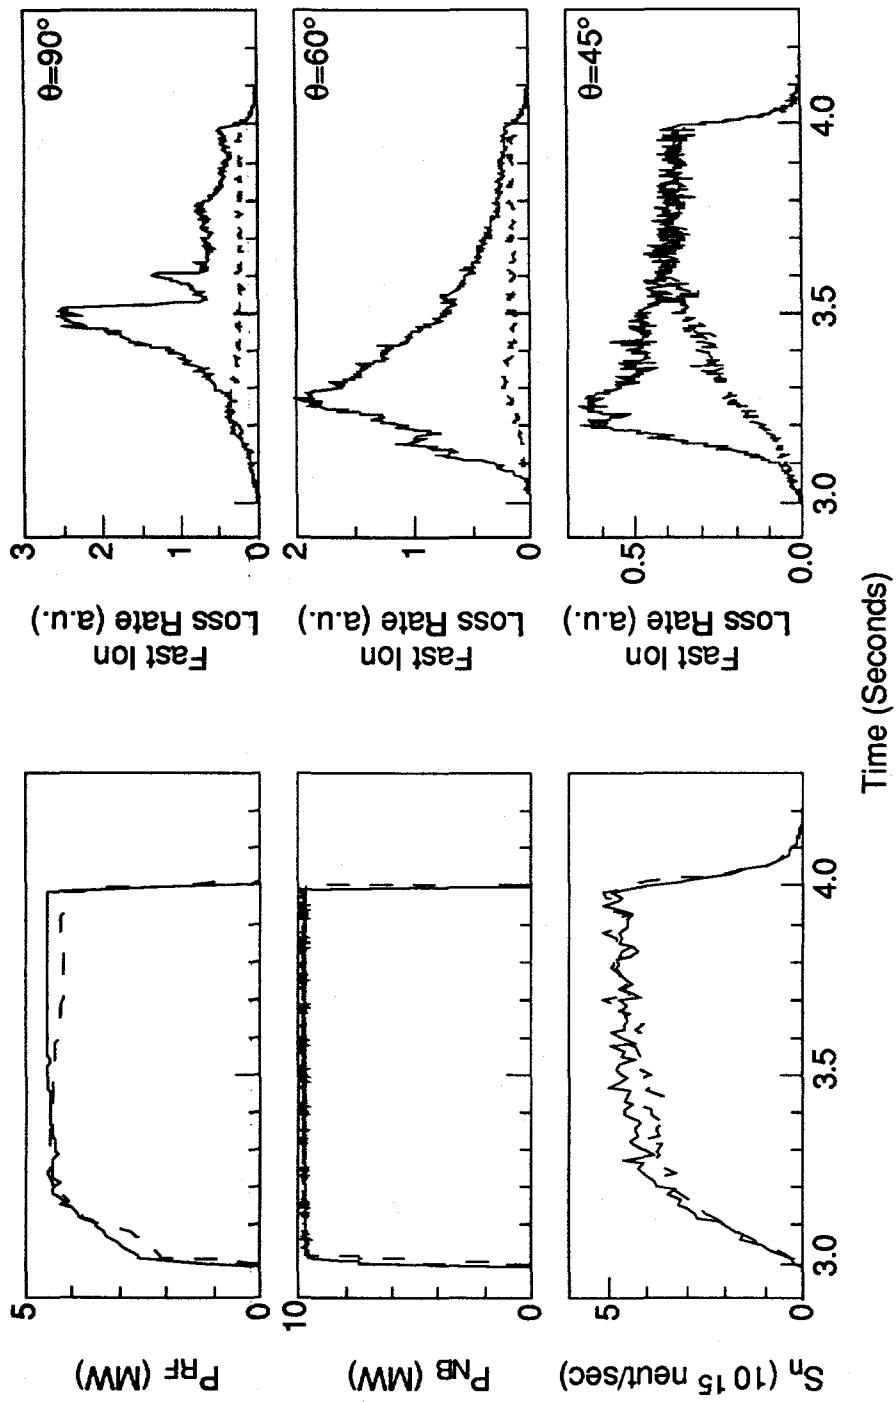 5
0
P_RF (MW)
10
0
P_NB (MW)
5
0
S_n (10^15 neut/sec)
3.0
3.5
4.0
3
2
1
0
Fast Ion
Loss Rate (a.u.)
θ=90°
2
1
0
Fast Ion
Loss Rate (a.u.)
θ=60°
0.5
0.0
Fast Ion
Loss Rate (a.u.)
θ=45°
3.0
3.5
4.0
Time (Seconds)